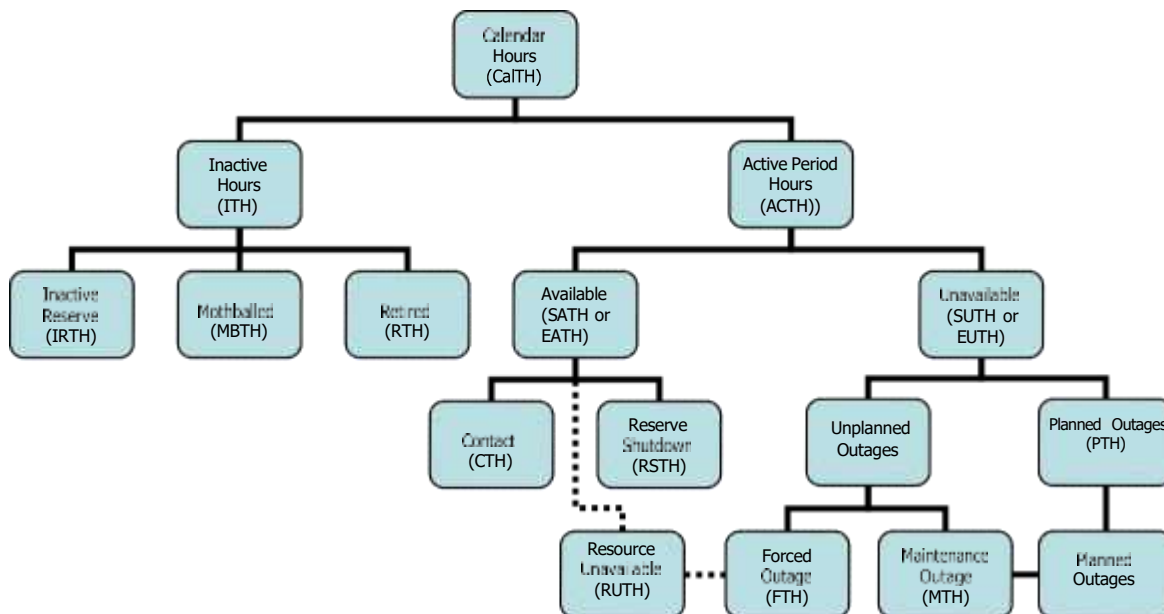 Calendar
Hours
(CalTH)
Inactive
Hours
(ITH)
Active Period
Hours
(ACTH))
Inactive
Reserve
(IRTH)
Mothballed
(MBTH)
Retired
(RTH)
Available
(SATH or
EATH)
Unavailable
(SUTH or
EUTH)
Contact
(CTH)
Reserve
Shutdown
(RSTH)
Unplanned
Outages
Planned Outages
(PTH)
Resource
Unavailable
(RUTH)
Forced
Outage
(FTH)
Maintenance
Outage
(MTH)
Planned
Outages